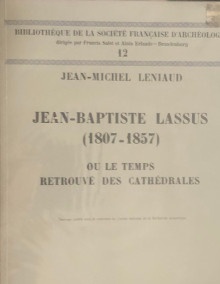 BIBLIOTHÈQUE DE LA SOCIÉTÉ FRANÇAISE D'ARCHÉOLOG
12
JEAN-MICHEL LENIAUD
JEAN-BAPTISTE LASSUS
(1807-1857)
OU LE TEMPS
RETROUVÉ DES CATHÉDRALES